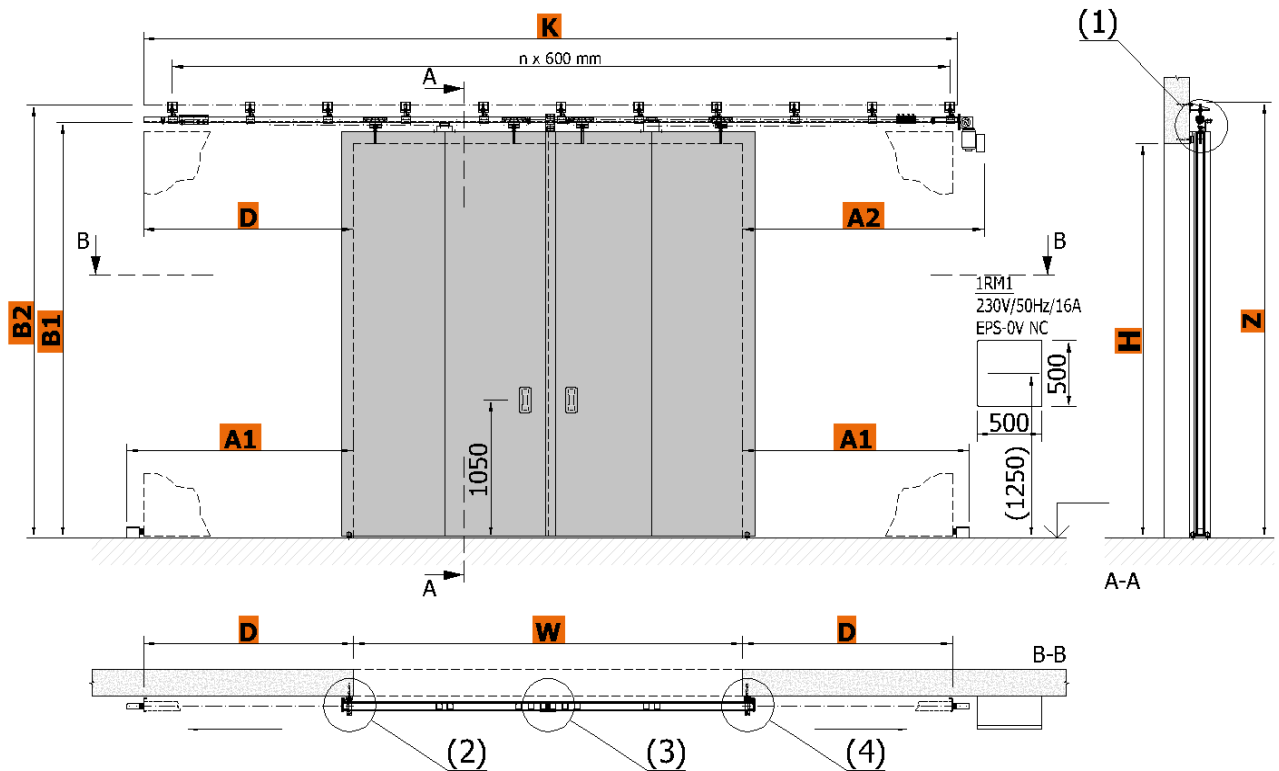 K
(1)
n x 600 mm
A
D
A2
B
B
1RM1
230V/50Hz/16A
EPS-0V NC
B2
B1
H
Z
500
500
A1
A1
1050
(1250)
A
A-A
D
W
D
B-B
(2)
(3)
(4)